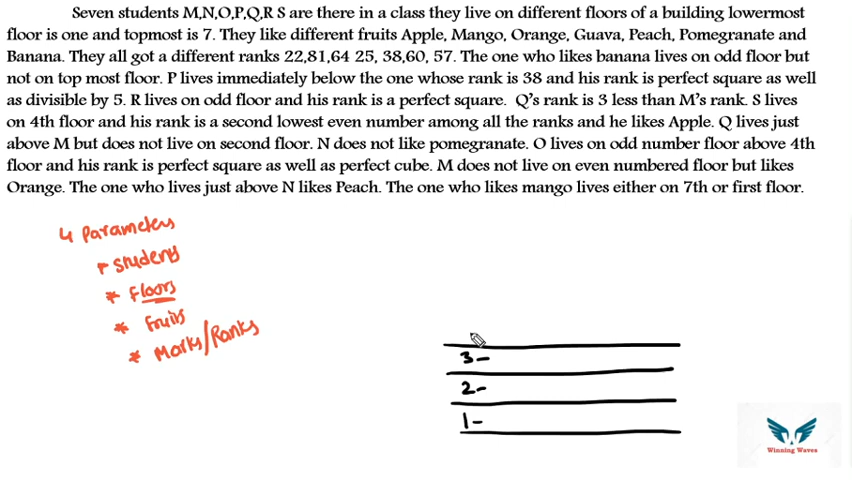 Seven students M,N,O,P,Q,R S are there in a class they live on different floors of a building lowermost
floor is one and topmost is 7. They like different fruits Apple, Mango, Orange, Guava, Peach, Pomegranate and
Banana. They all got a different ranks 22,81,64 25, 38,60, 57. The one who likes banana lives on odd floor but
not on top most floor. P lives immediately below the one whose rank is 38 and his rank is perfect square as well
as divisible by 5. R lives on odd floor and his rank is a perfect square.  Q's rank is 3 less than M's rank. S lives
on 4th floor and his rank is a second lowest even number among all the ranks and he likes Apple. Q lives just
above M but does not live on second floor. N does not like pomegranate. O lives on odd number floor above 4th
floor and his rank is perfect square as well as perfect cube. M does not live on even numbered floor but likes
Orange. The one who lives just above N likes Peach. The one who likes mango lives either on 7th or first floor.
4 Parameters
* Students
* Floors
* Fruits
* Marks/Ranks
3-
2-
1-
Winning Waves